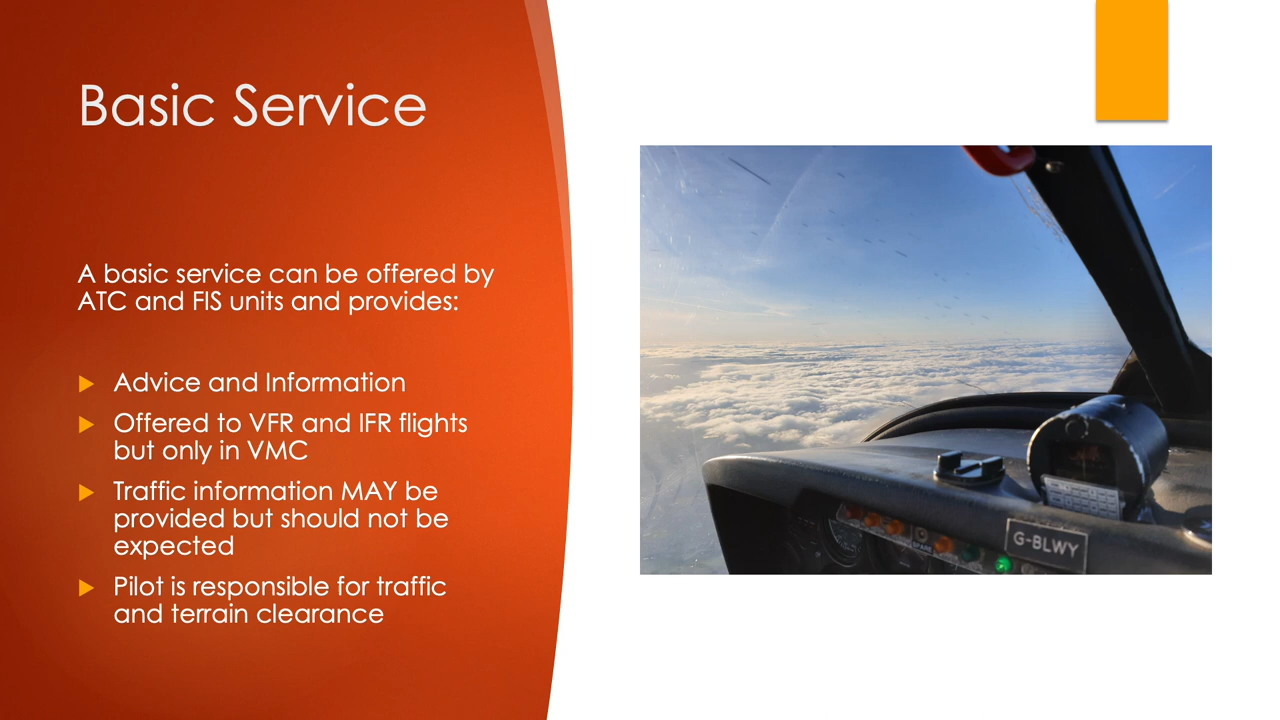 Basic Service
A basic service can be offered by
ATC and FIS units and provides:
Advice and Information
Offered to VFR and IFR flights
but only in VMC
Traffic information MAY be
provided but should not be
expected
Pilot is responsible for traffic
and terrain clearance
SPARE
G-BLWY